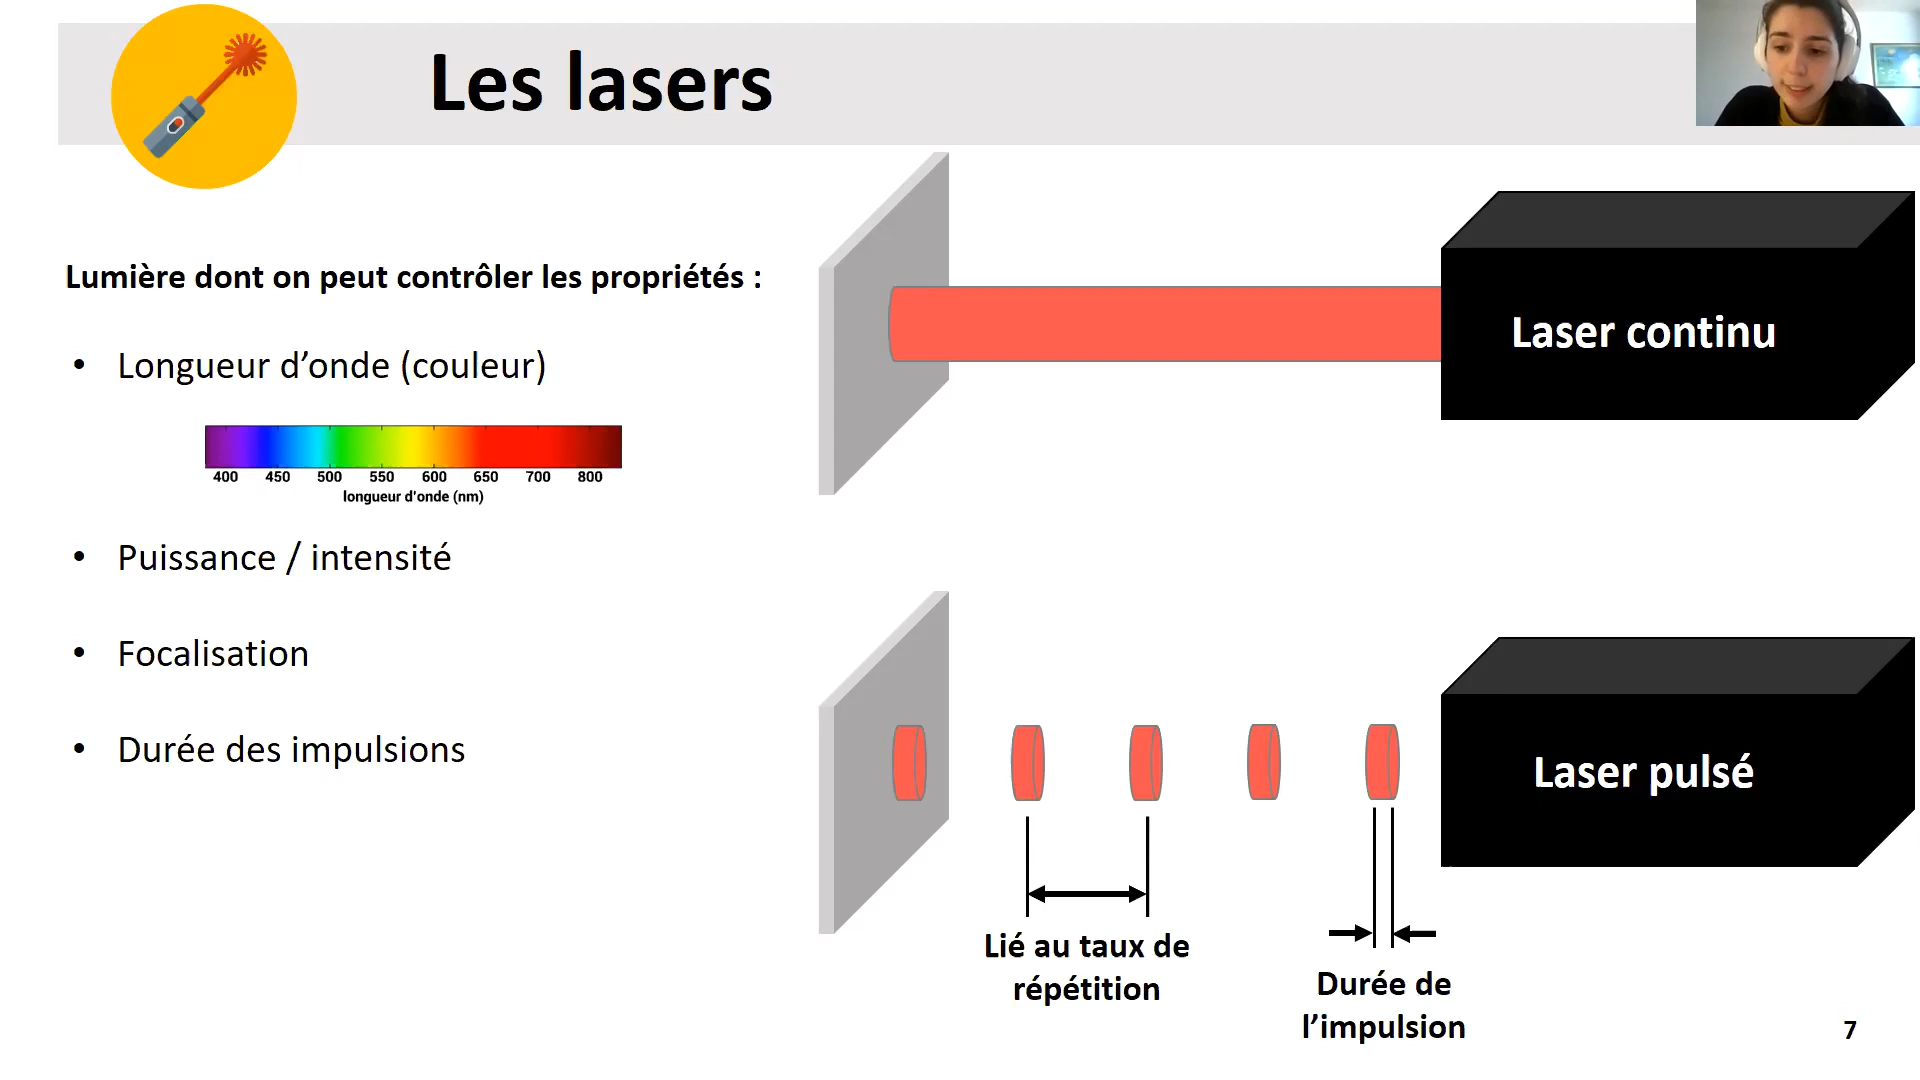 Les lasers
Lumière dont on peut contrôler les propriétés :
• Longueur d’onde (couleur)
400 450 500 550 600 650 700 800
longueur d'onde (nm)
• Puissance / intensité
• Focalisation
• Durée des impulsions
Laser continu
Laser pulsé
Lié au taux de
répétition
Durée de
l’impulsion
7